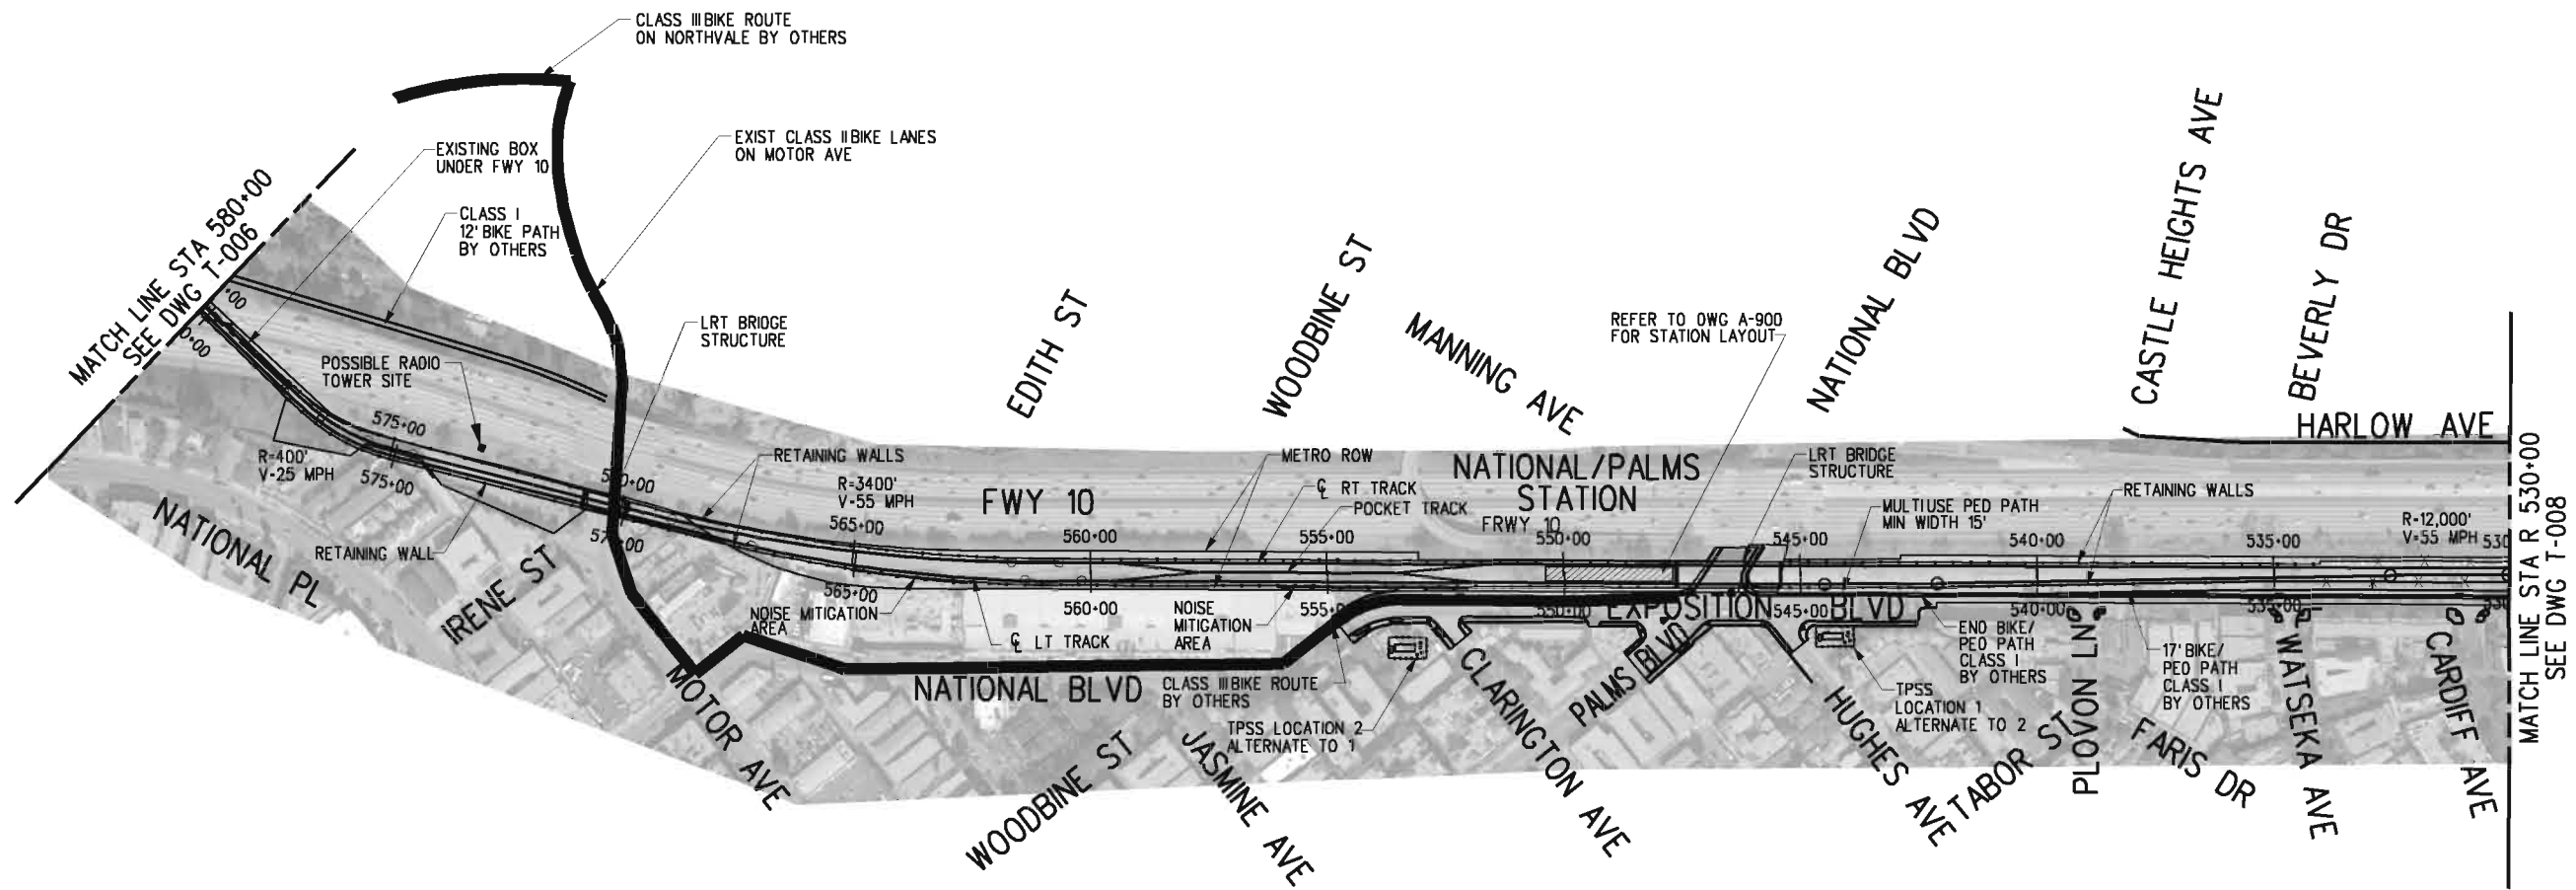 CLASS III BIKE ROUTE
ON NORTHVALE BY OTHERS
EXISTING BOX
UNDER FWY 10
EXIST CLASS II BIKE LANES
ON MOTOR AVE
CLASS I
12' BIKE PATH
BY OTHERS
MATCH LINE STA 580+00
SEE DWG T-006
+00
0+00
POSSIBLE RADIO
TOWER SITE
LRT BRIDGE
STRUCTURE
EDITH ST
WOODBINE ST
MANNING AVE
REFER TO DWG A-900
FOR STATION LAYOUT
NATIONAL BLVD
CASTLE HEIGHTS AVE
BEVERLY DR
HARLOW AVE
575+00
R=400'
V-25 MPH
575+00
RETAINING WALLS
METRO ROW
NATIONAL/PALMS
STATION
LRT BRIDGE
STRUCTURE
R=3400'
V-55 MPH
FWY 10
℄ RT TRACK
POCKET TRACK
FRWY 10
MULTIUSE PED PATH
MIN WIDTH 15'
RETAINING WALLS
R-12,000'
V=55 MPH
NATIONAL PL
RETAINING WALL
IRENE ST
565+00
560+00
555+00
550+00
545+00
540+00
535+00
530
565+00
560+00
555+00
550+00
EXPOSITION BLVD
545+00
540+00
535+00
NOISE MITIGATION
AREA
℄ LT TRACK
NOISE
MITIGATION
AREA
END BIKE/
PED PATH
CLASS I
BY OTHERS
17' BIKE/
PED PATH
CLASS I
BY OTHERS
MOTOR AVE
NATIONAL BLVD
CLASS III BIKE ROUTE
BY OTHERS
TPSS LOCATION 2
ALTERNATE TO 1
PALMS BLVD
TPSS
LOCATION 1
ALTERNATE TO 2
WOODBINE ST
JASMINE AVE
CLARINGTON AVE
HUGHES AVE
TABOR ST
PLOVON LN
FARIS DR
WATSEKA AVE
CARDIFF AVE
MATCH LINE STA R 530+00
SEE DWG T-008